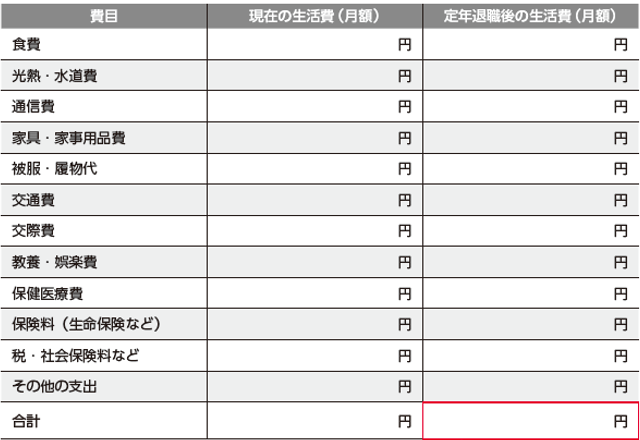 費目 現在の生活費（月額） 定年退職後の生活費（月額）
食費 円 円
光熱・水道費 円 円
通信費 円 円
家具・家事用品費 円 円
被服・履物代 円 円
交通費 円 円
交際費 円 円
教養・娯楽費 円 円
保健医療費 円 円
保険料（生命保険など） 円 円
税・社会保険料など 円 円
その他の支出 円 円
合計 円 円